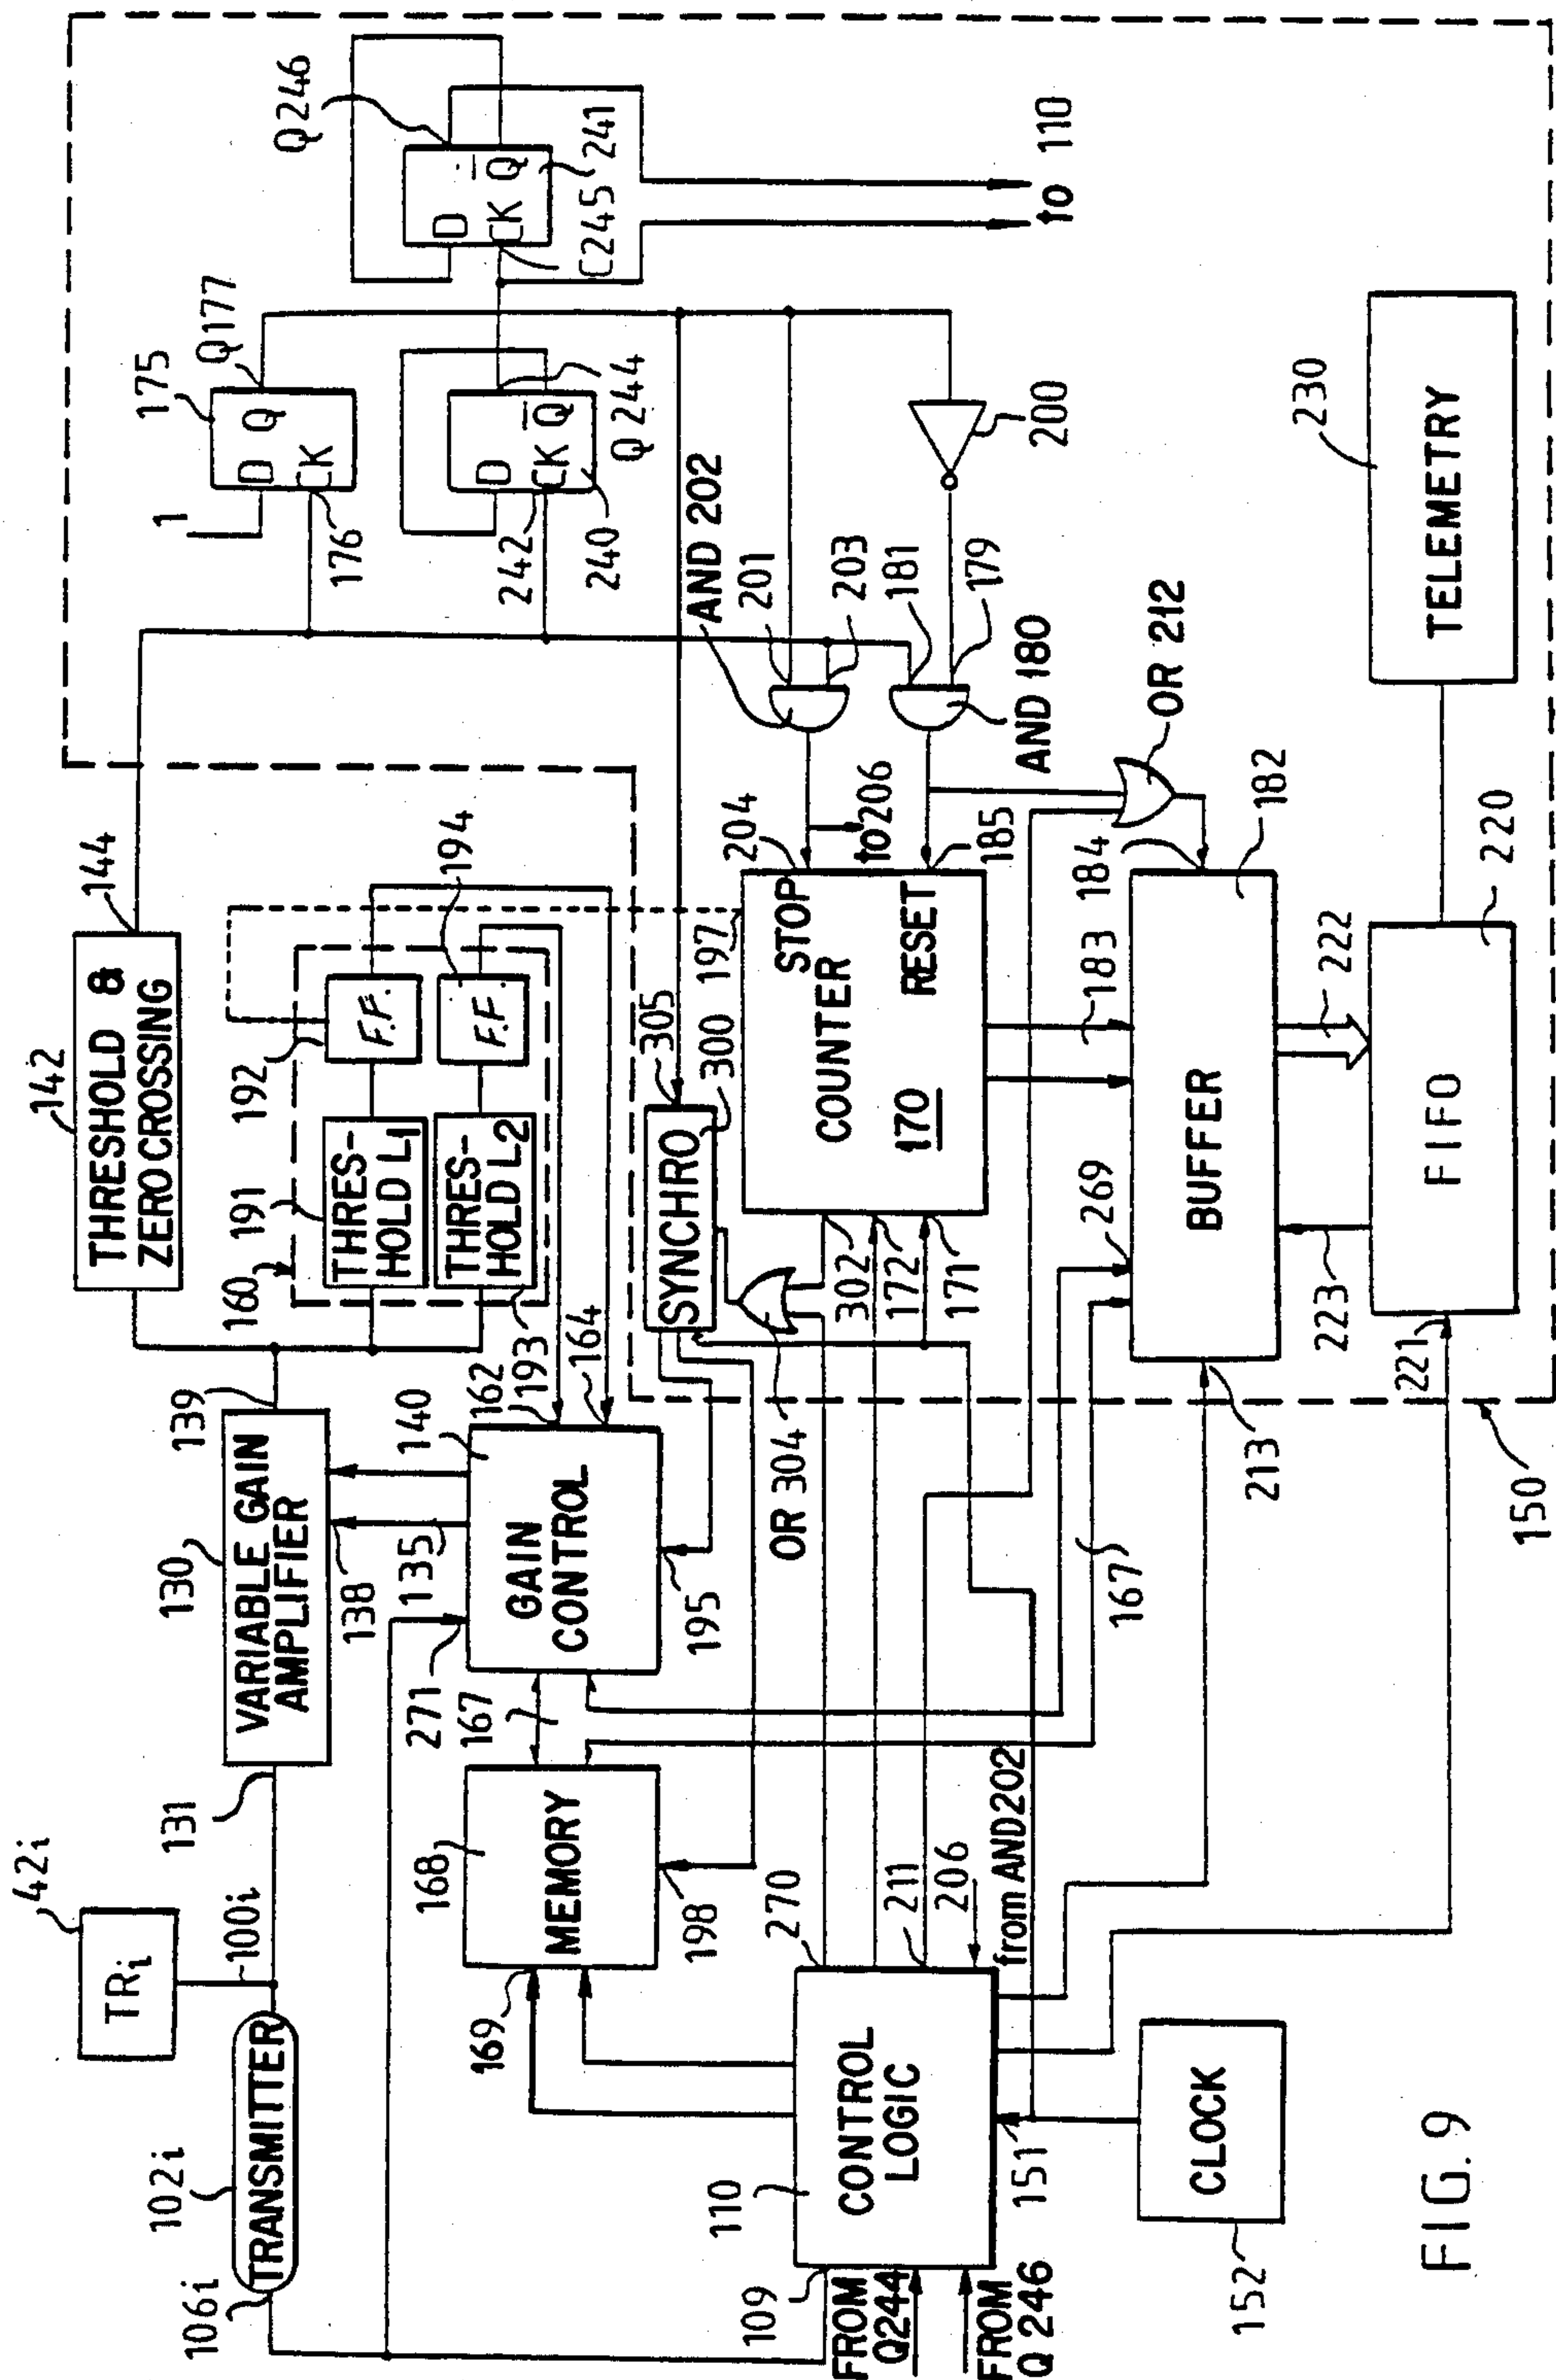 42i
TRi
100i
102i
TRANSMITTER
106i
131
130
VARIABLE GAIN
AMPLIFIER
139
138
135
142
THRESHOLD &
ZERO CROSSING
144
160
191
THRES-
HOLD L1
192
F.F.
THRES-
HOLD L2
193
F.F.
194
162
164
140
GAIN
CONTROL
271
167
195
168
MEMORY
169
198
1
175
D Q
CK
Q177
176
D
CK Q
242
240
Q 244
Q 246
D
CK Q
C245
241
to 110
AND 202
201
203
181
179
200
AND 180
OR 212
305
SYNCHRO
300
197
204
to 206
STOP
COUNTER
170
RESET
185
302
172
171
OR 304
270
211
206
from AND202
110
CONTROL
LOGIC
109
FROM
Q244
FROM
Q 246
151
CLOCK
152
167
269
213
BUFFER
183
184
182
222
223
221
FIFO
220
230
TELEMETRY
150
FIG. 9